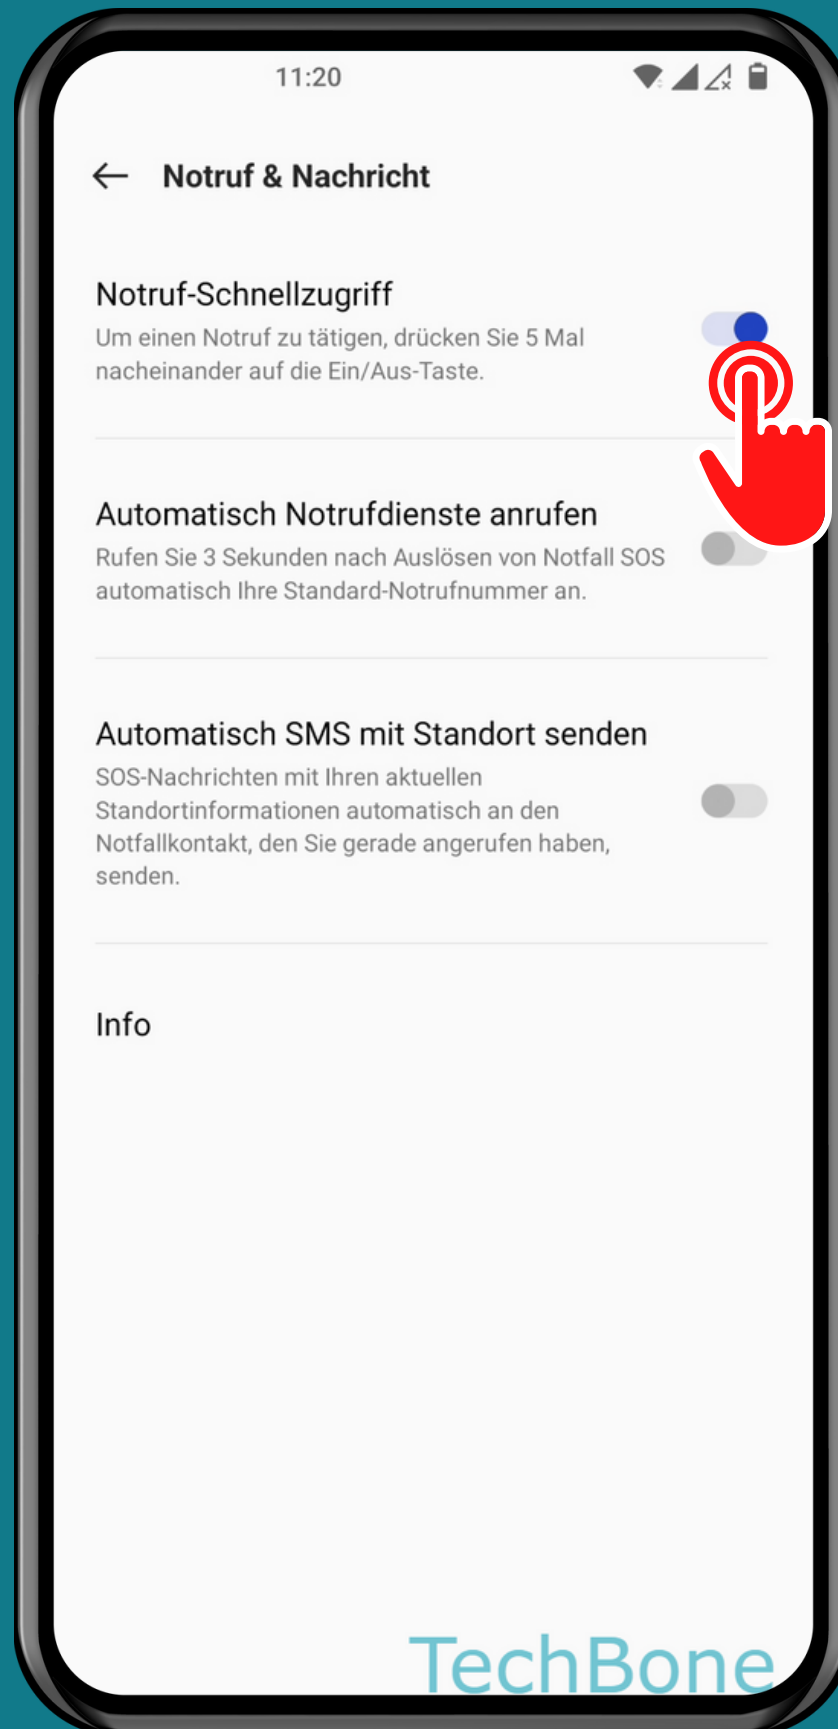 11:20
Notruf & Nachricht
Notruf-Schnellzugriff
Um einen Notruf zu tätigen, drücken Sie 5 Mal
nacheinander auf die Ein/Aus-Taste.
Automatisch Notrufdienste anrufen
Rufen Sie 3 Sekunden nach Auslösen von Notfall SOS
automatisch Ihre Standard-Notrufnummer an.
Automatisch SMS mit Standort senden
SOS-Nachrichten mit Ihren aktuellen
Standortinformationen automatisch an den
Notfallkontakt, den Sie gerade angerufen haben,
senden.
Info
TechBone